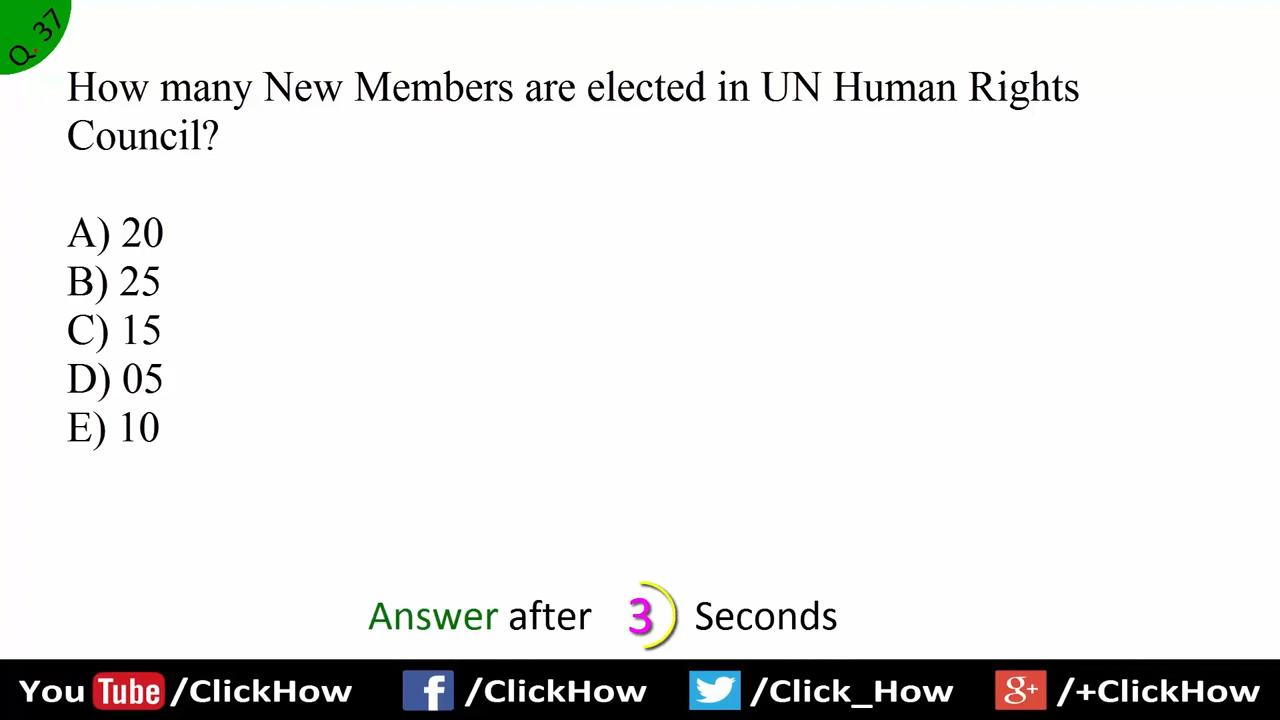 Q. 37
How many New Members are elected in UN Human Rights
Council?
A) 20
B) 25
C) 15
D) 05
E) 10
Answer after 3 Seconds
You Tube /ClickHow f /ClickHow /Click_How g+ /+ClickHow